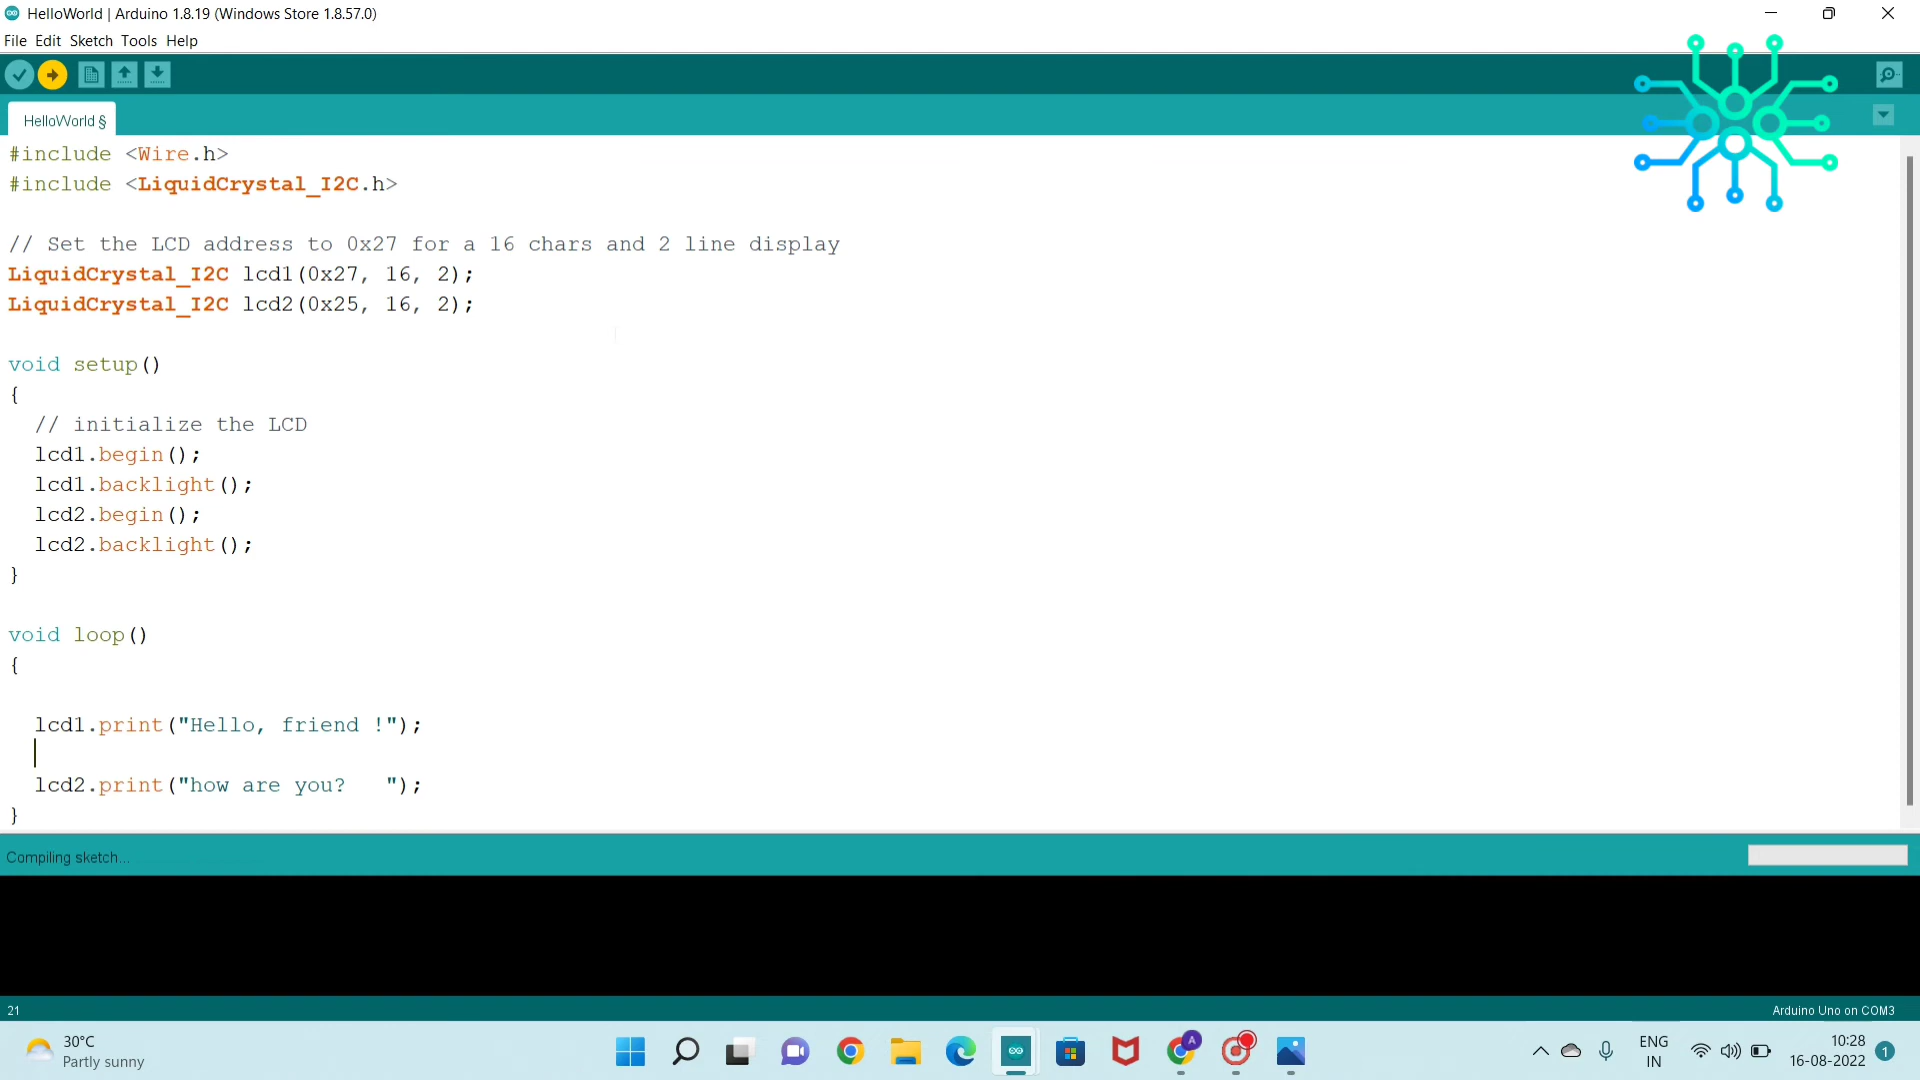 HelloWorld | Arduino 1.8.19 (Windows Store 1.8.57.0)
File Edit Sketch Tools Help
HelloWorld §
#include <Wire.h>
#include <LiquidCrystal_I2C.h>
// Set the LCD address to 0x27 for a 16 chars and 2 line display
LiquidCrystal_I2C lcd1(0x27, 16, 2);
LiquidCrystal_I2C lcd2(0x25, 16, 2);
void setup()
{
  // initialize the LCD
  lcd1.begin();
  lcd1.backlight();
  lcd2.begin();
  lcd2.backlight();
}
void loop()
{
  lcd1.print("Hello, friend !");
  lcd2.print("how are you?   ");
}
Compiling sketch...
21
Arduino Uno on COM3
30°C
Partly sunny
A
ENG
IN
10:28
16-08-2022
1